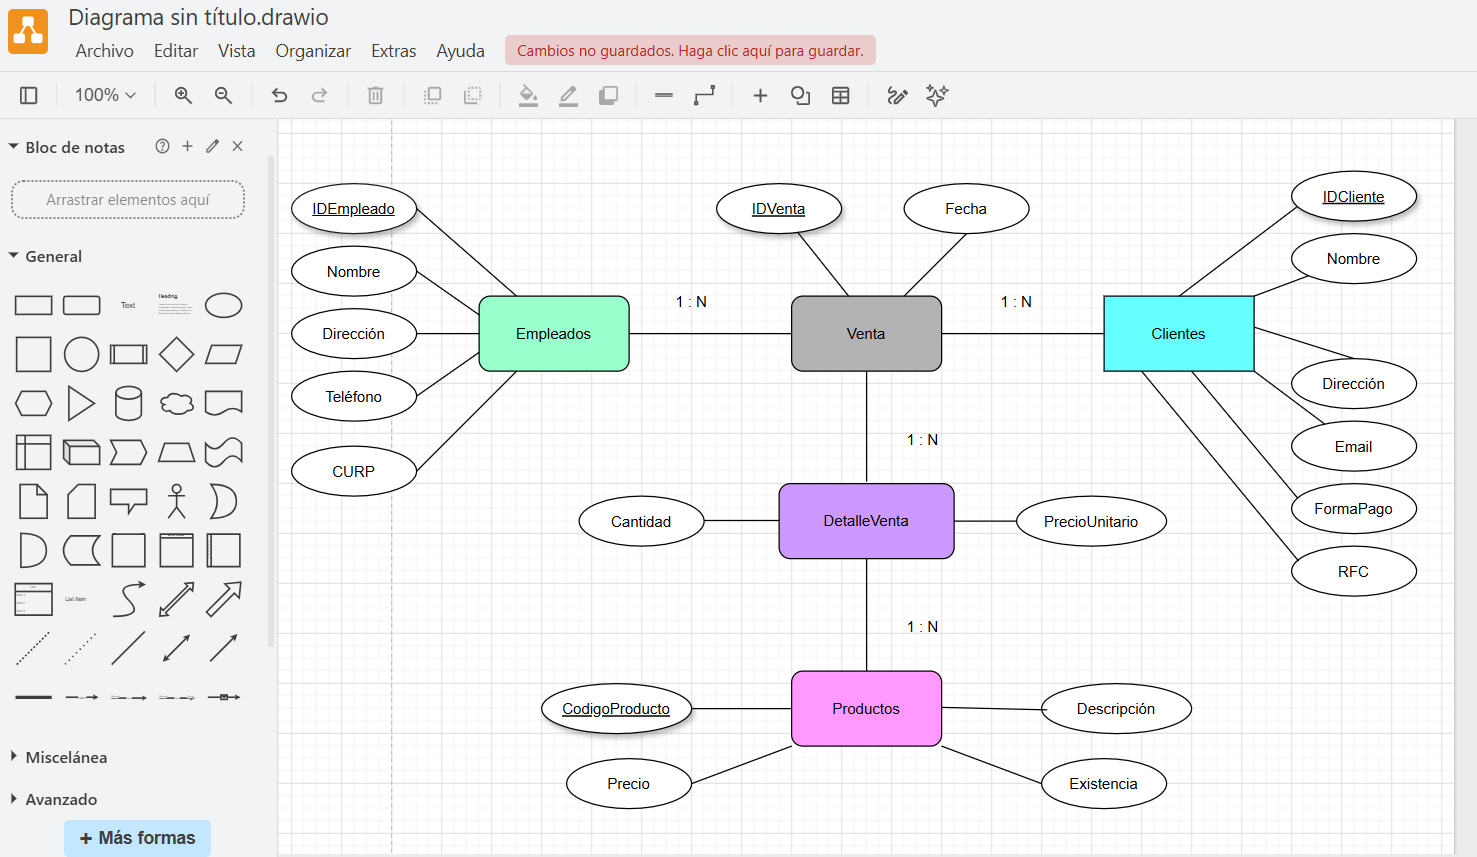 Diagrama sin título.drawio
Archivo Editar Vista Organizar Extras Ayuda Cambios no guardados. Haga clic aquí para guardar.
100%
Bloc de notas
Arrastrar elementos aquí
General
Text
Heading
List Item
Misceláneа
Avanzado
+ Más formas
IDEmpleado
Nombre
Dirección
Teléfono
CURP
Empleados
1 : N
IDVenta
Fecha
Venta
1 : N
IDCliente
Nombre
Clientes
Dirección
Email
FormaPago
RFC
1 : N
Cantidad
DetalleVenta
PrecioUnitario
1 : N
CodigoProducto
Productos
Descripción
Precio
Existencia